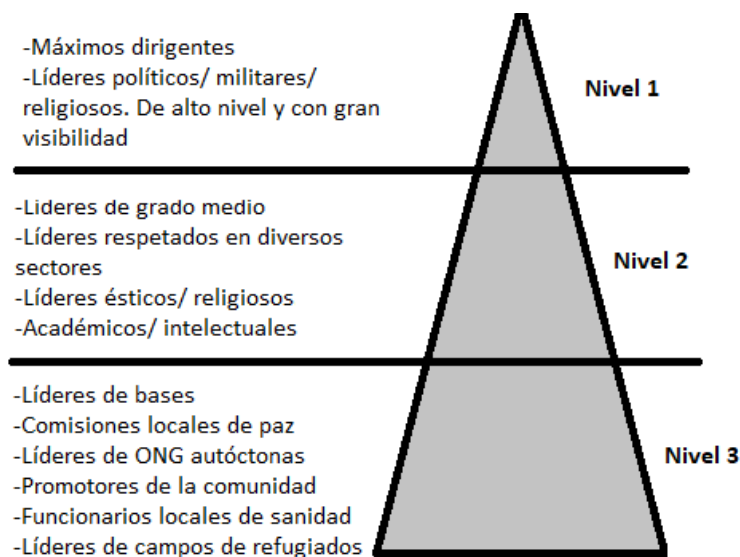 -Máximos dirigentes
-Líderes políticos/ militares/
religiosos. De alto nivel y con gran
visibilidad
Nivel 1
-Líderes de grado medio
-Líderes respetados en diversos
sectores
-Líderes ésticos/ religiosos
-Académicos/ intelectuales
Nivel 2
-Líderes de bases
-Comisiones locales de paz
-Líderes de ONG autóctonas
-Promotores de la comunidad
-Funcionarios locales de sanidad
-Líderes de campos de refugiados
Nivel 3